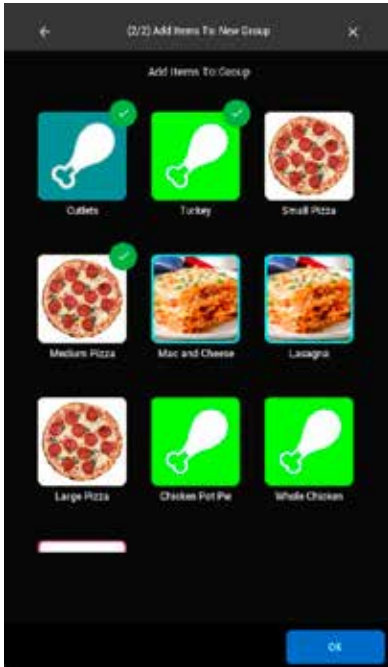 (2/2) Add Items To: New Group
Add Items To Group
Cutlets
Turkey
Small Pizza
Medium Pizza
Mac and Cheese
Lasagna
Large Pizza
Chicken Pot Pie
Whole Chicken
OK